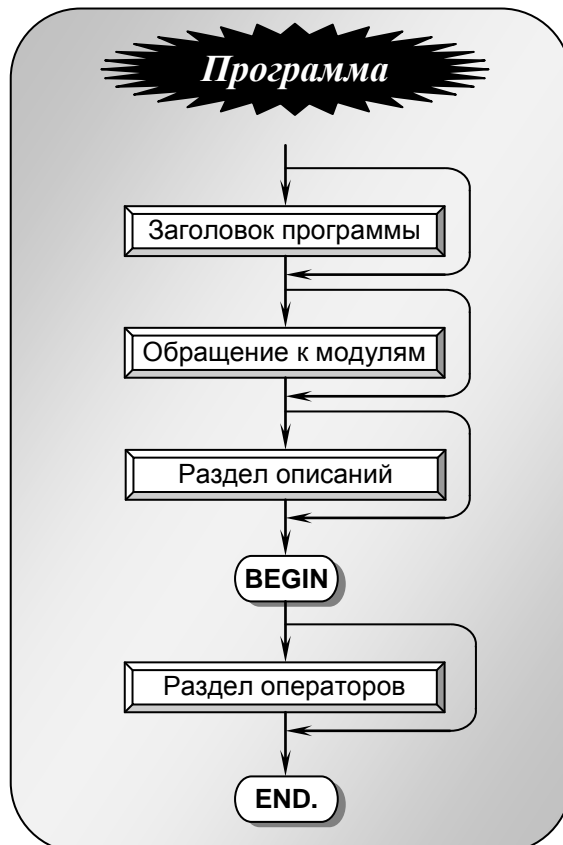 Программа
Заголовок программы
Обращение к модулям
Раздел описаний
BEGIN
Раздел операторов
END.